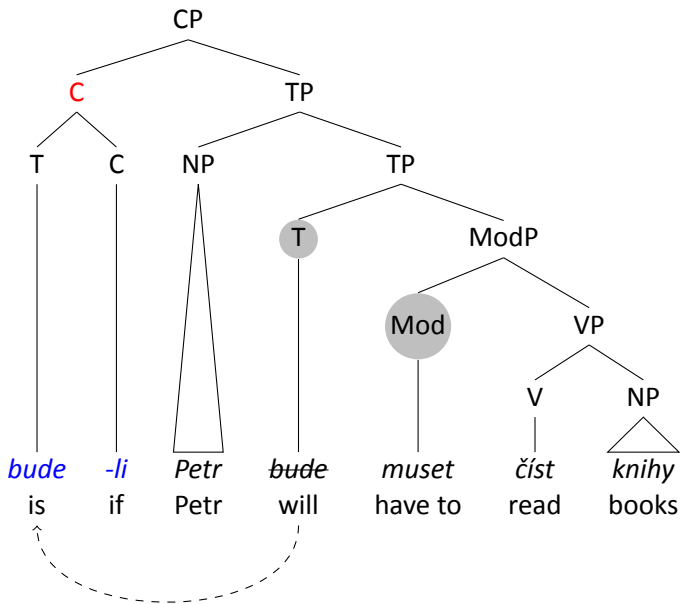 CP
C TP
T C NP TP
T ModP
Mod VP
V NP
bude -li Petr bude muset číst knihy
is if Petr will have to read books